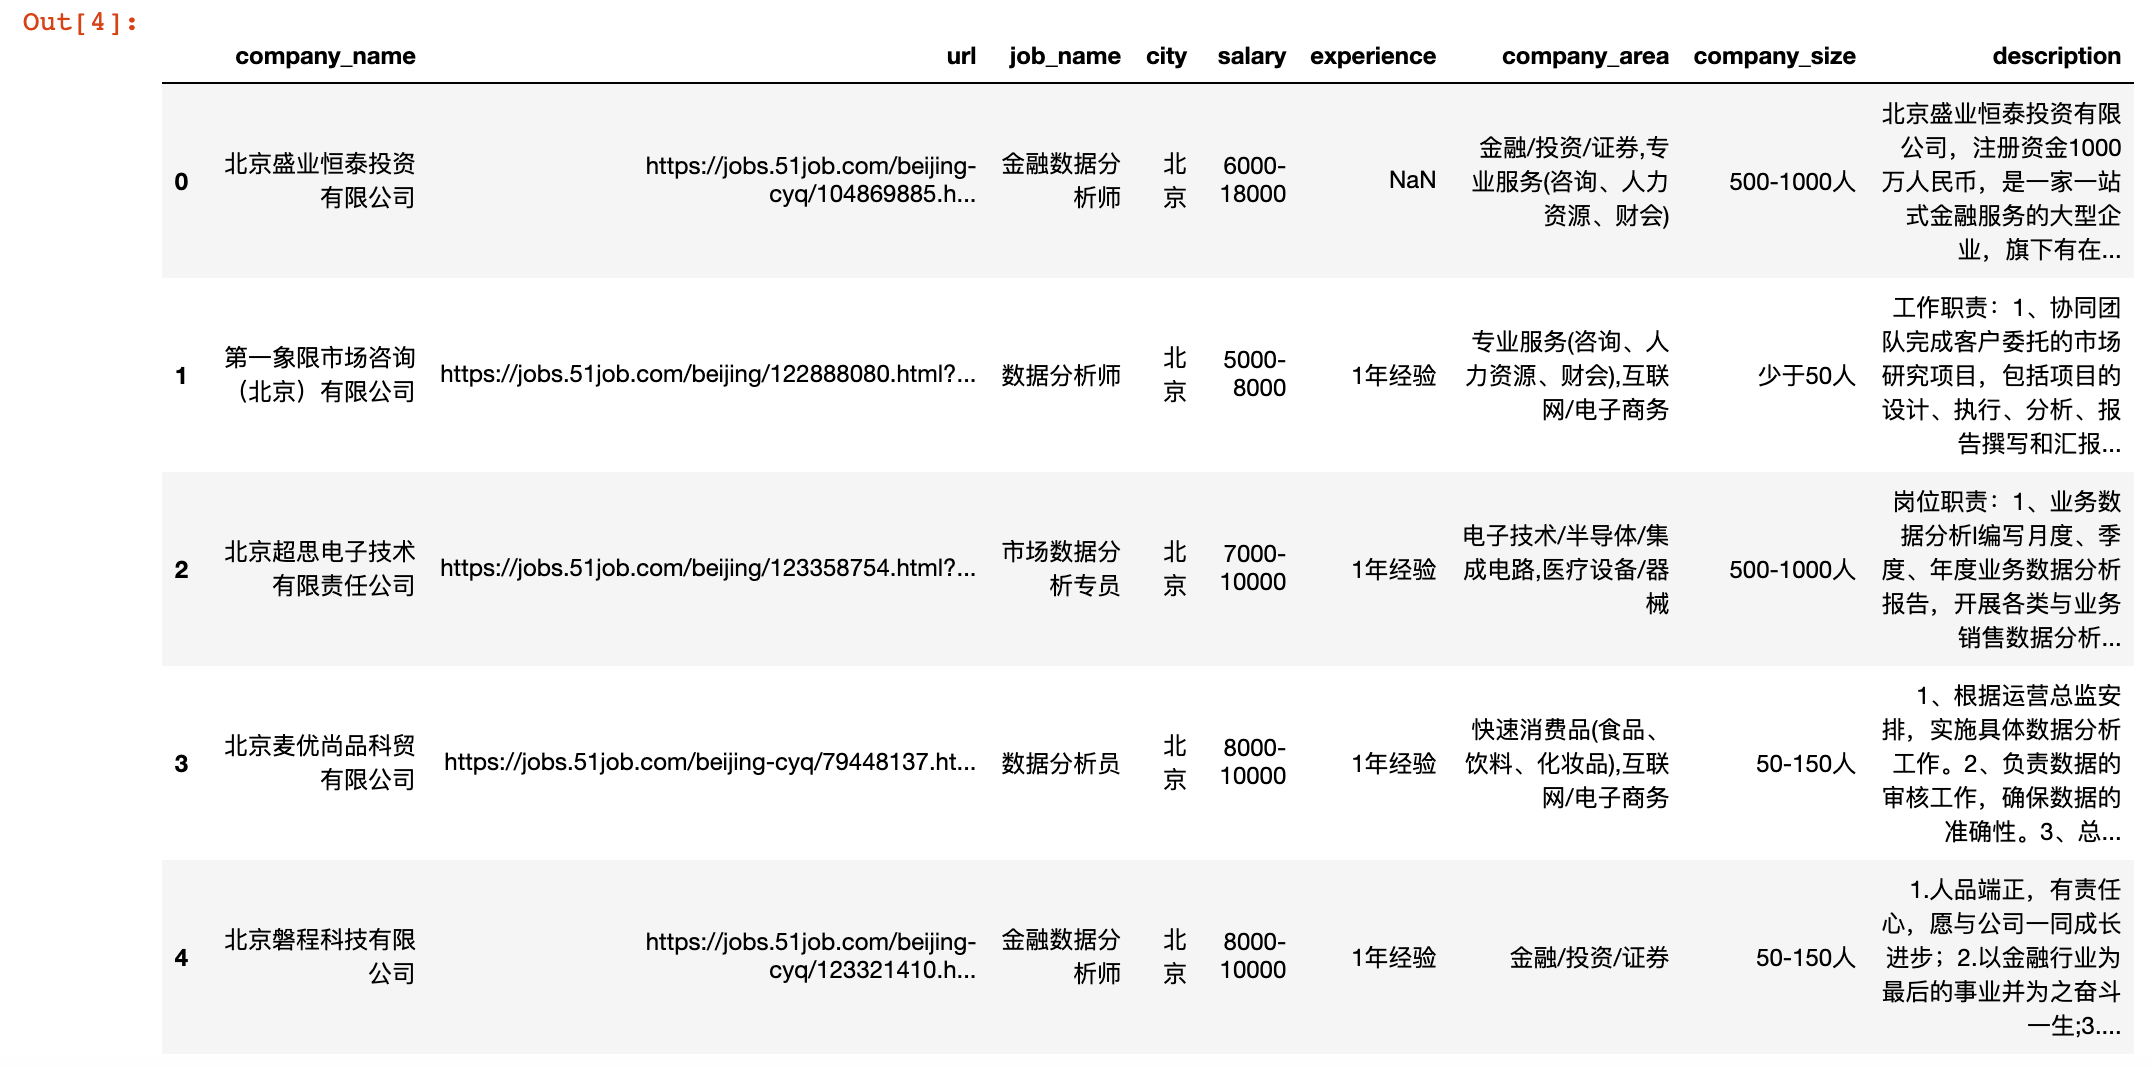 Out[4]:
company_name url job_name city salary experience company_area company_size description
0
北京盛业恒泰投资
有限公司
https://jobs.51job.com/beijing-
cyq/104869885.h...
金融数据分
析师
北
京
6000-
18000
NaN
金融/投资/证券,专
业服务(咨询、人力
资源、财会)
500-1000人
北京盛业恒泰投资有限
公司，注册资金1000
万人民币，是一家一站
式金融服务的大型企
业，旗下有在...
1
第一象限市场咨询
（北京）有限公司
https://jobs.51job.com/beijing/122888080.html?...
数据分析师
北
京
5000-
8000
1年经验
专业服务(咨询、人
力资源、财会),互联
网/电子商务
少于50人
工作职责：1、协同团
队完成客户委托的市场
研究项目，包括项目的
设计、执行、分析、报
告撰写和汇报...
2
北京超思电子技术
有限责任公司
https://jobs.51job.com/beijing/123358754.html?...
市场数据分
析专员
北
京
7000-
10000
1年经验
电子技术/半导体/集
成电路,医疗设备/器
械
500-1000人
岗位职责：1、业务数
据分析l编写月度、季
度、年度业务数据分析
报告，开展各类与业务
销售数据分析...
3
北京麦优尚品科贸
有限公司
https://jobs.51job.com/beijing-cyq/79448137.ht...
数据分析员
北
京
8000-
10000
1年经验
快速消费品(食品、
饮料、化妆品),互联
网/电子商务
50-150人
1、根据运营总监安
排，实施具体数据分析
工作。2、负责数据的
审核工作，确保数据的
准确性。3、总...
4
北京磐程科技有限
公司
https://jobs.51job.com/beijing-
cyq/123321410.h...
金融数据分
析师
北
京
8000-
10000
1年经验
金融/投资/证券
50-150人
1.人品端正，有责任
心，愿与公司一同成长
进步；2.以金融行业为
最后的事业并为之奋斗
一生;3....